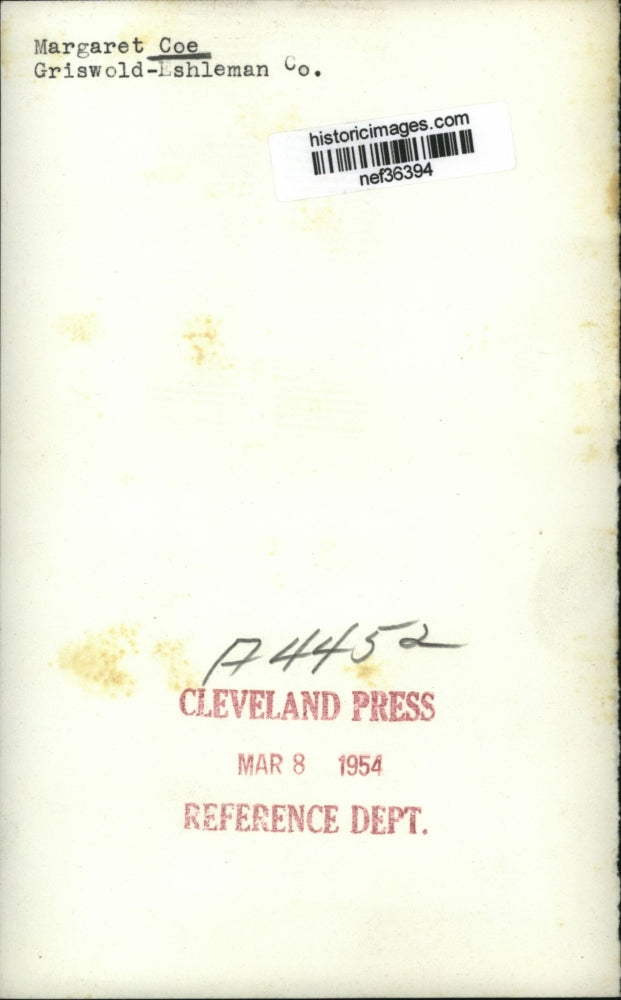 Margaret Coe
Griswold-Eshleman Co.
historicimages.com
nef36394
A4452
CLEVELAND PRESS
MAR 8 1954
REFERENCE DEPT.